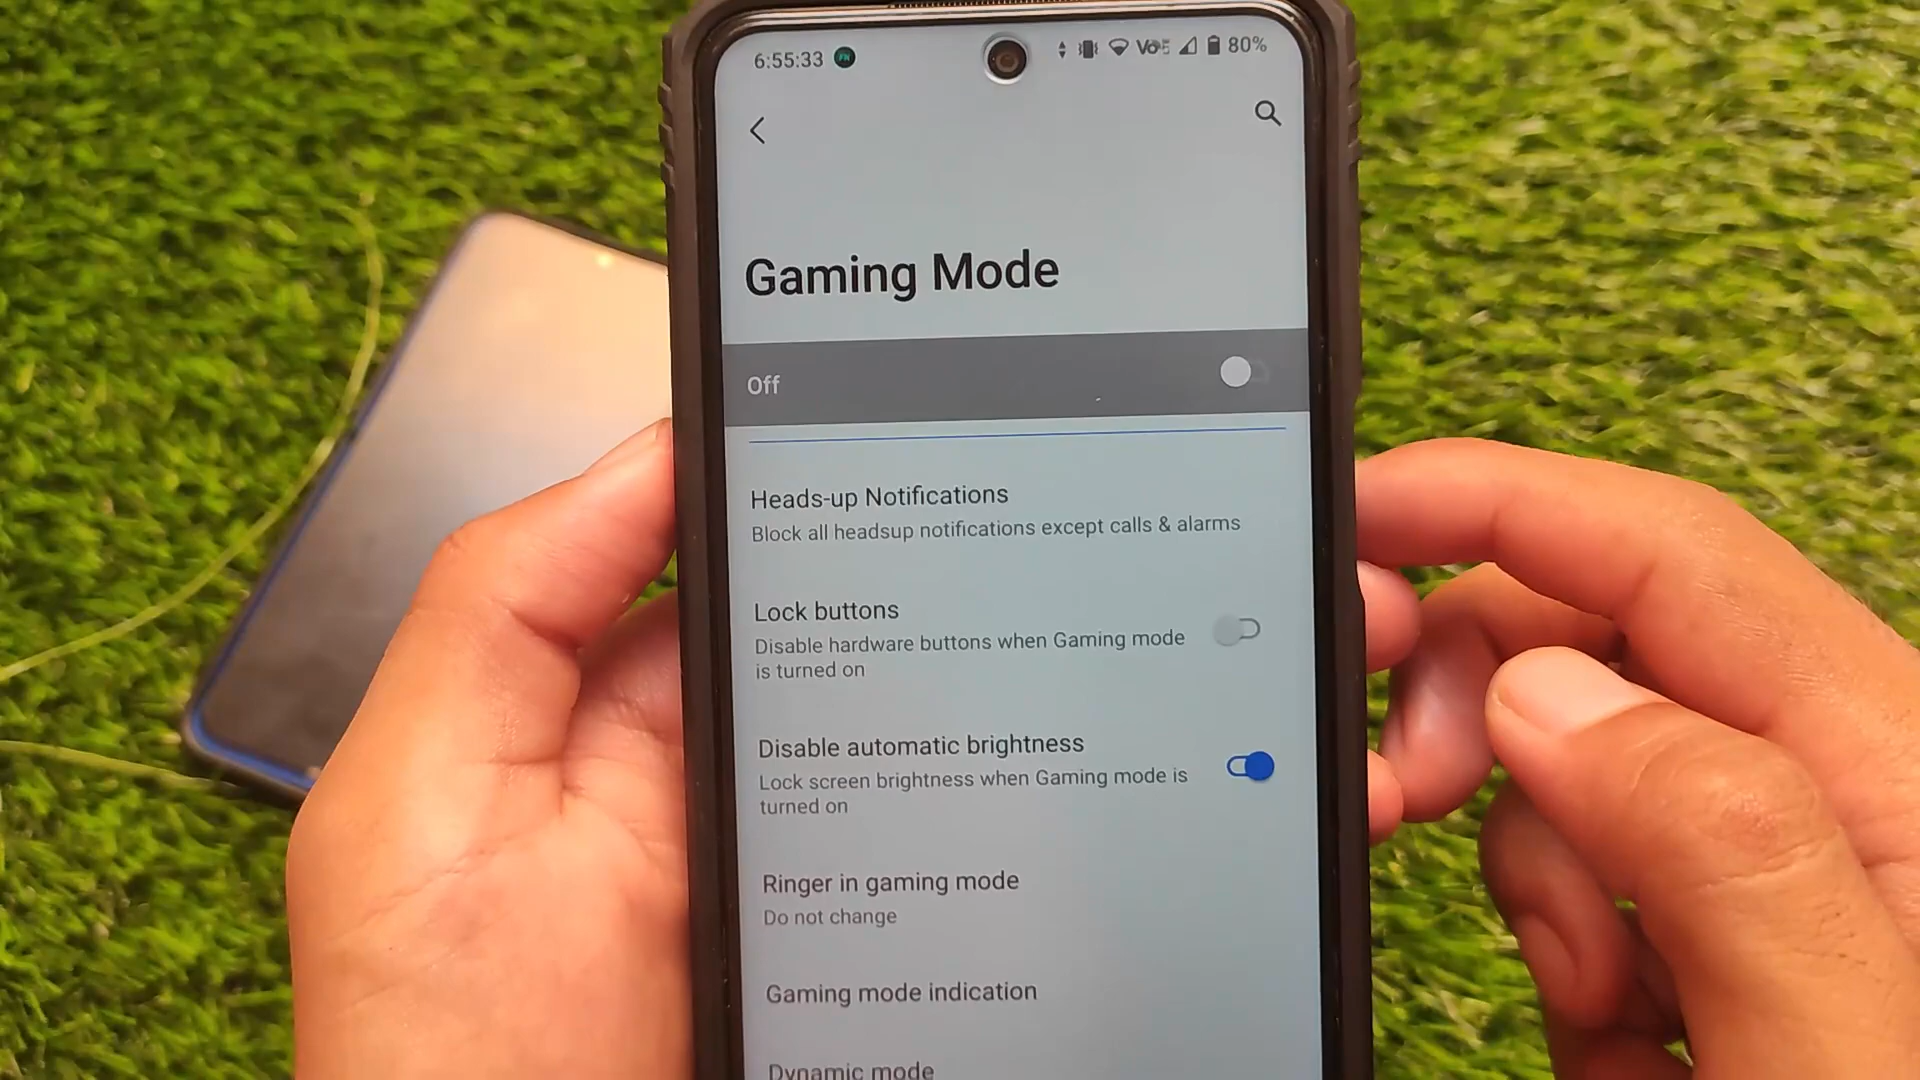 6:55:33
80%
Gaming Mode
Off
Heads-up Notifications
Block all headsup notifications except calls & alarms
Lock buttons
Disable hardware buttons when Gaming mode
is turned on
Disable automatic brightness
Lock screen brightness when Gaming mode is
turned on
Ringer in gaming mode
Do not change
Gaming mode indication
Dynamic mode